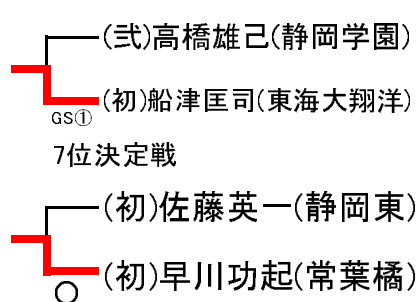 (弐)高橋雄己(静岡学園)
(初)船津匡司(東海大翔洋)
GS①
7位決定戦
(初)佐藤英一(静岡東)
(初)早川功起(常葉橘)
○